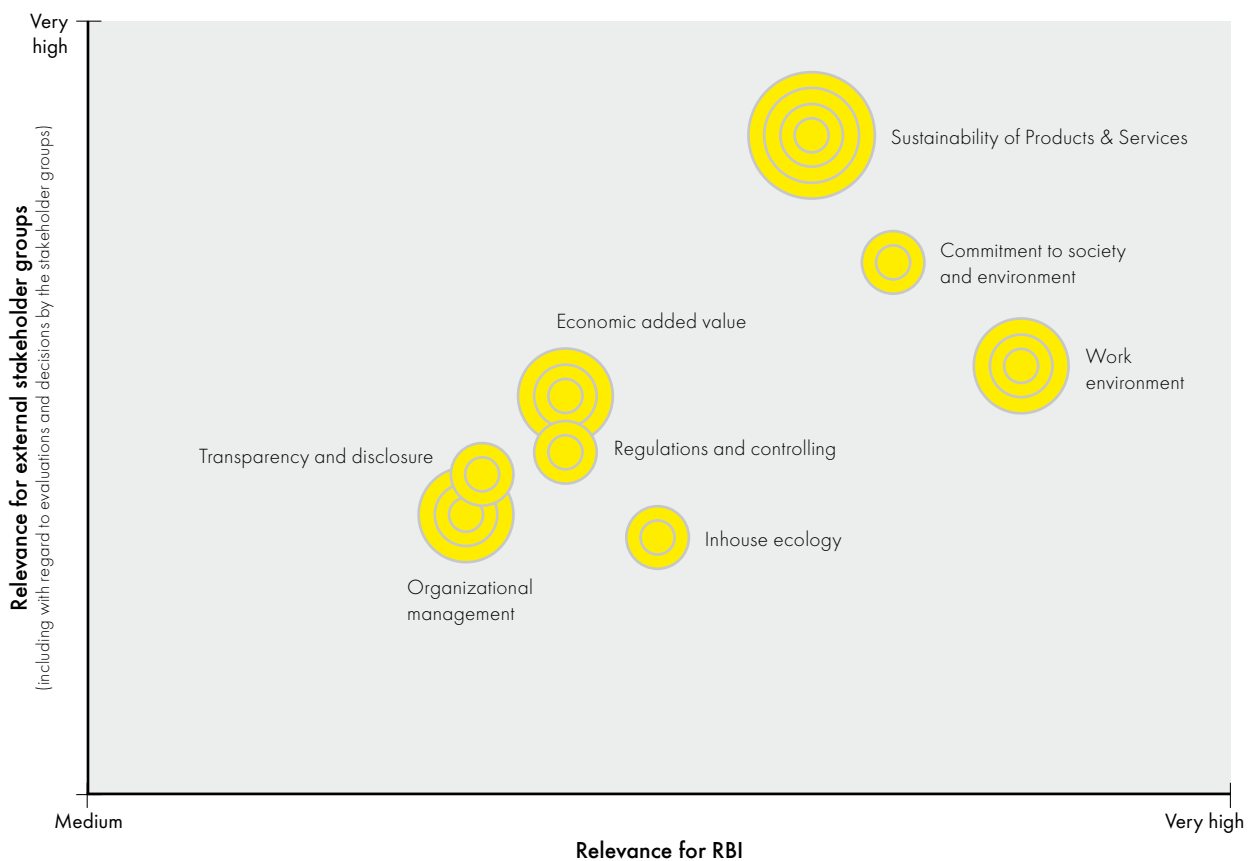 Very
high
Relevance for external stakeholder groups
(including with regard to evaluations and decisions by the stakeholder groups)
Sustainability of Products & Services
Commitment to society
and environment
Economic added value
Work
environment
Transparency and disclosure
Regulations and controlling
Inhouse ecology
Organizational
management
Medium
Very high
Relevance for RBI